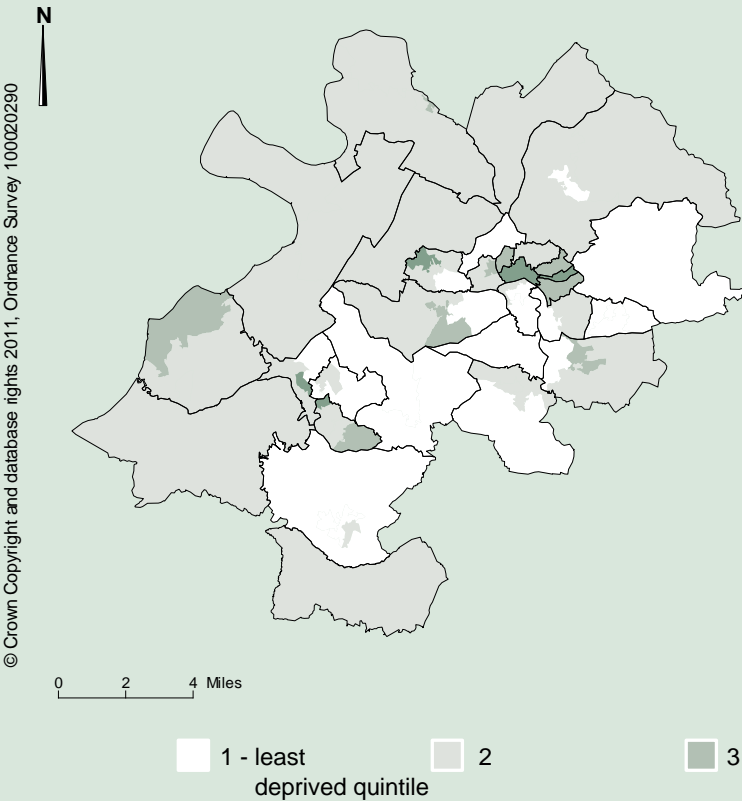 N
© Crown Copyright and database rights 2011, Ordnance Survey 100020290
0 2 4 Miles
1 - least 2 3
deprived quintile